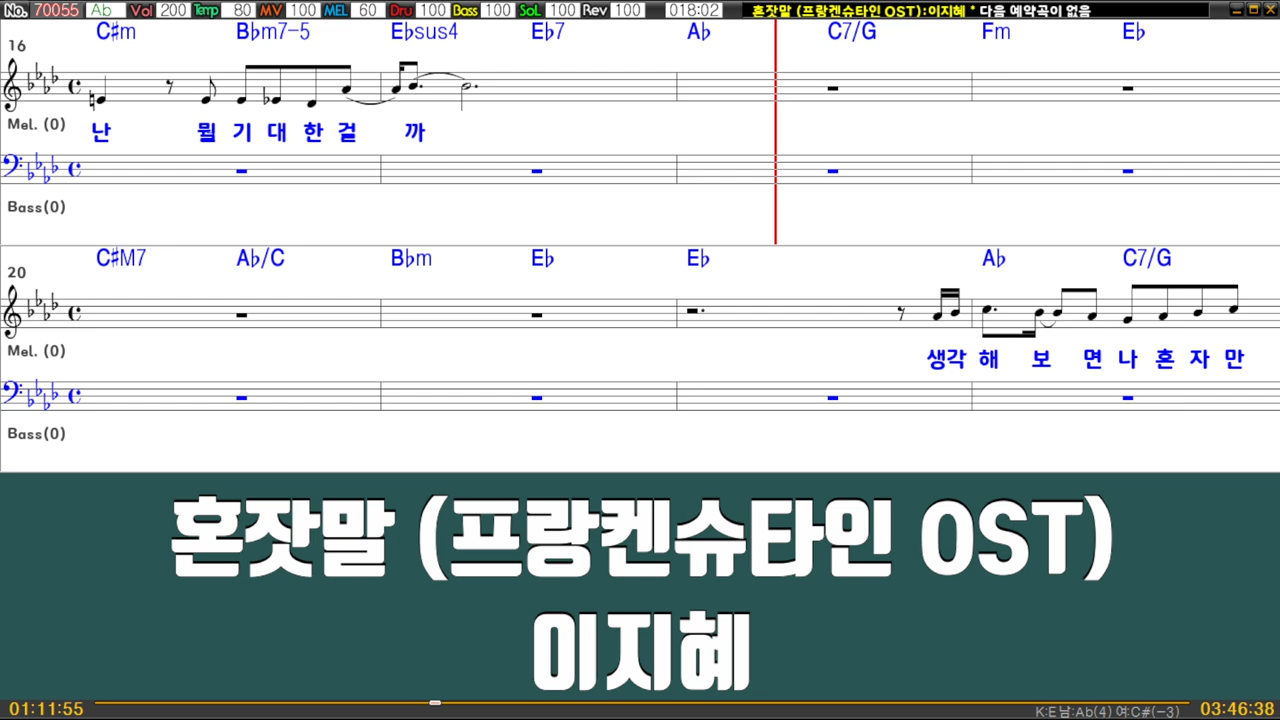 No. 70055 Ab Vol 200 Temp 80 MV 100 MEL 60 Dru 100 Bass 100 SoL 100 Rev 100 018:02 혼잣말 (프랑켄슈타인 OST):이지혜 * 다음 예약곡이 없음
C♯m B♭m7-5 E♭sus4 E♭7 A♭ C7/G Fm E♭
16
Mel. (0)
난 뭘 기 대 한 걸 까
Bass(0)
C♯M7 A♭/C B♭m E♭ E♭ A♭ C7/G
20
Mel. (0)
생각 해 보 면 나 혼 자 만
Bass(0)
혼잣말 (프랑켄슈타인 OST)
이지혜
01:11:55 K:E 남:Ab(4) 여:C#(-3) 03:46:38